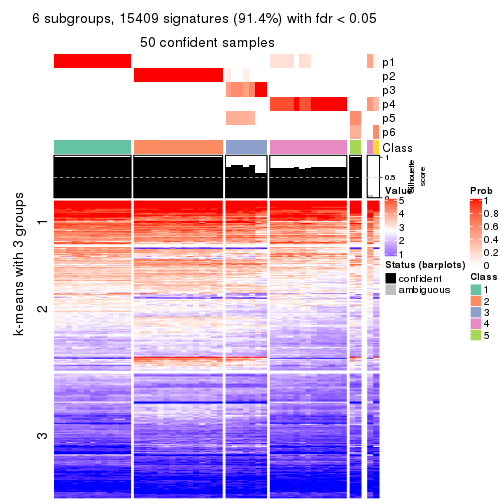 6 subgroups, 15409 signatures (91.4%) with fdr < 0.05
50 confident samples
p1
p2
p3
p4
p5
p6
Class
1
0.5
0
Silhouette
score
k-means with 3 groups
1
2
3
Value
5
4
3
2
1
Status (barplots)
confident
ambiguous
Prob
1
0.8
0.6
0.4
0.2
0
Class
1
2
3
4
5